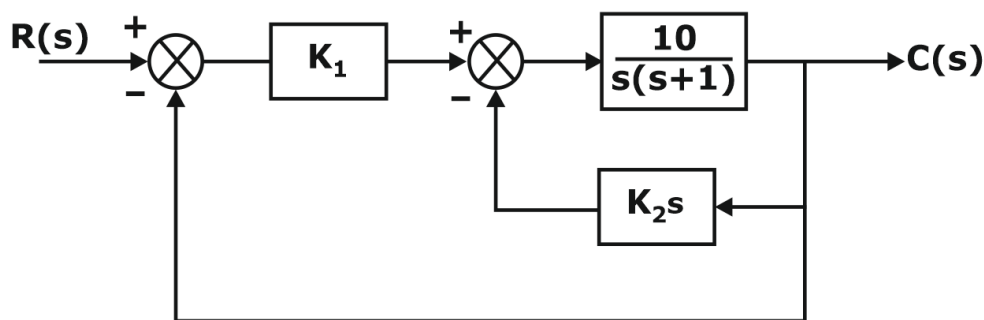 R(s) + − K₁ + − 10 C(s)
s(s+1)
K₂s